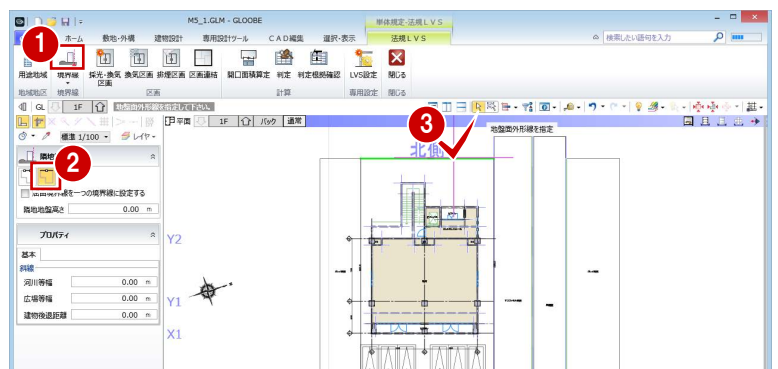 M5_1.GLM - GLOOBE
単体規定-法規LVS
ホーム 敷地・外構 建物設計 専用設計ツール CAD編集 選択・表示 法規LVS
検索したい語句を入力
1
用途地域 境界線 採光・換気区画 換気区画 排煙区画 区画連結 開口面積算定 判定 判定根拠確認 LVS設定 閉じる
地域地区 境界線 区画 計算 専用設定 閉じる
GL 1F 地盤面外形線を指定して下さい。
平面 1F バック 通常
3
地盤面外形線を指定
標準 1/100 レイヤー
北側
隣地
2
境界線を一つの境界線に設定する
隣地地盤高さ 0.00 m
プロパティ
基本
斜線
河川等幅 0.00 m
広場等幅 0.00 m
建物後退距離 0.00 m
Y2
Y1
X1